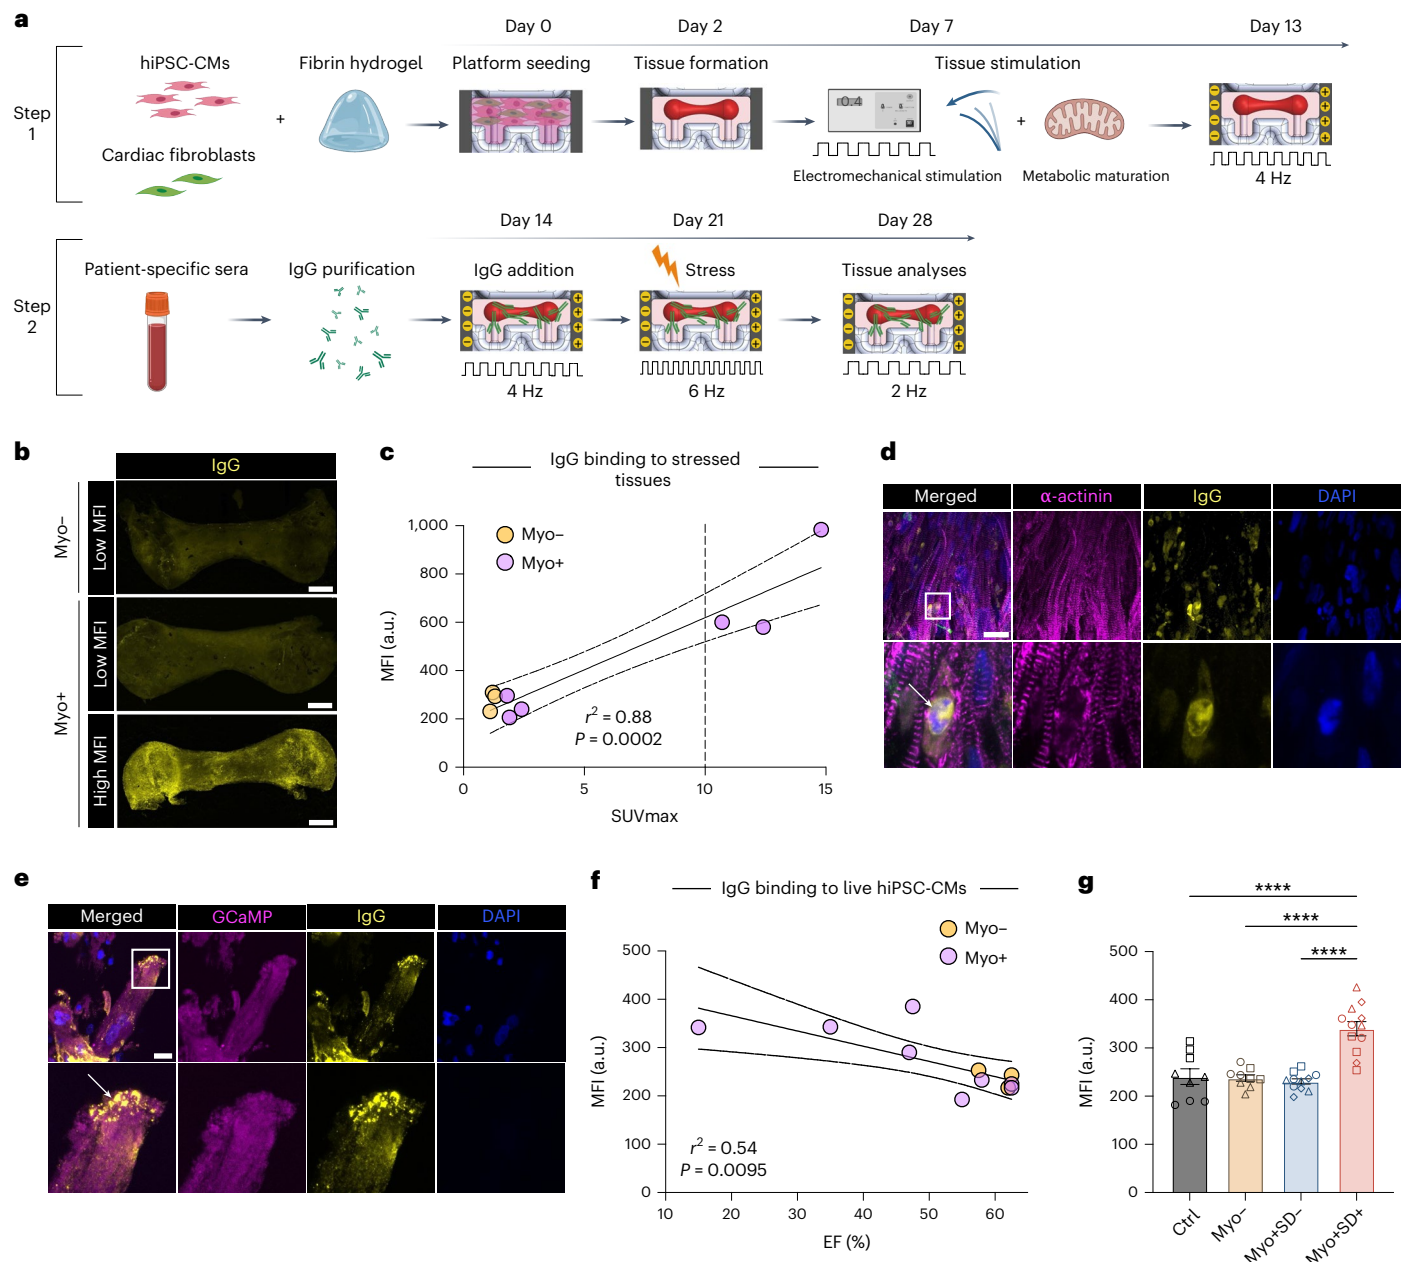 a
Day 0
Day 2
Day 7
Day 13
hiPSC-CMs
Fibrin hydrogel
Platform seeding
Tissue formation
Tissue stimulation
Step
1
+
0.4
+
Cardiac fibroblasts
Electromechanical stimulation
Metabolic maturation
4 Hz
Day 14
Day 21
Day 28
Patient-specific sera
IgG purification
IgG addition
Stress
Tissue analyses
Step
2
4 Hz
6 Hz
2 Hz
b
IgG
Myo–
Low MFI
Myo+
Low MFI
High MFI
c
IgG binding to stressed
tissues
Myo–
Myo+
MFI (a.u.)
1,000
800
600
400
200
0
r² = 0.88
P = 0.0002
0
5
10
15
SUVmax
d
Merged
α-actinin
IgG
DAPI
e
Merged
GCaMP
IgG
DAPI
f
IgG binding to live hiPSC-CMs
Myo–
Myo+
MFI (a.u.)
500
400
300
200
100
0
r² = 0.54
P = 0.0095
10
20
30
40
50
60
EF (%)
g
****
****
****
MFI (a.u.)
500
400
300
200
100
0
Ctrl
Myo–
Myo+SD–
Myo+SD+